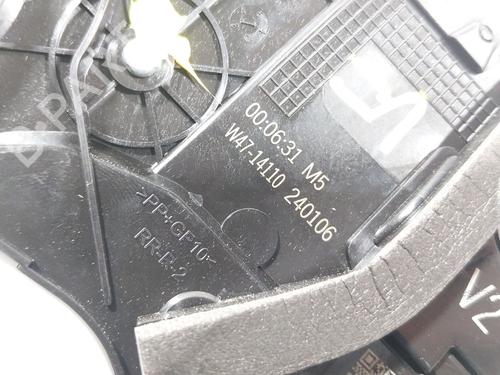 00:06:31 M5
W47-14110 240106
>PP+GF10<
RR-R-2
V2